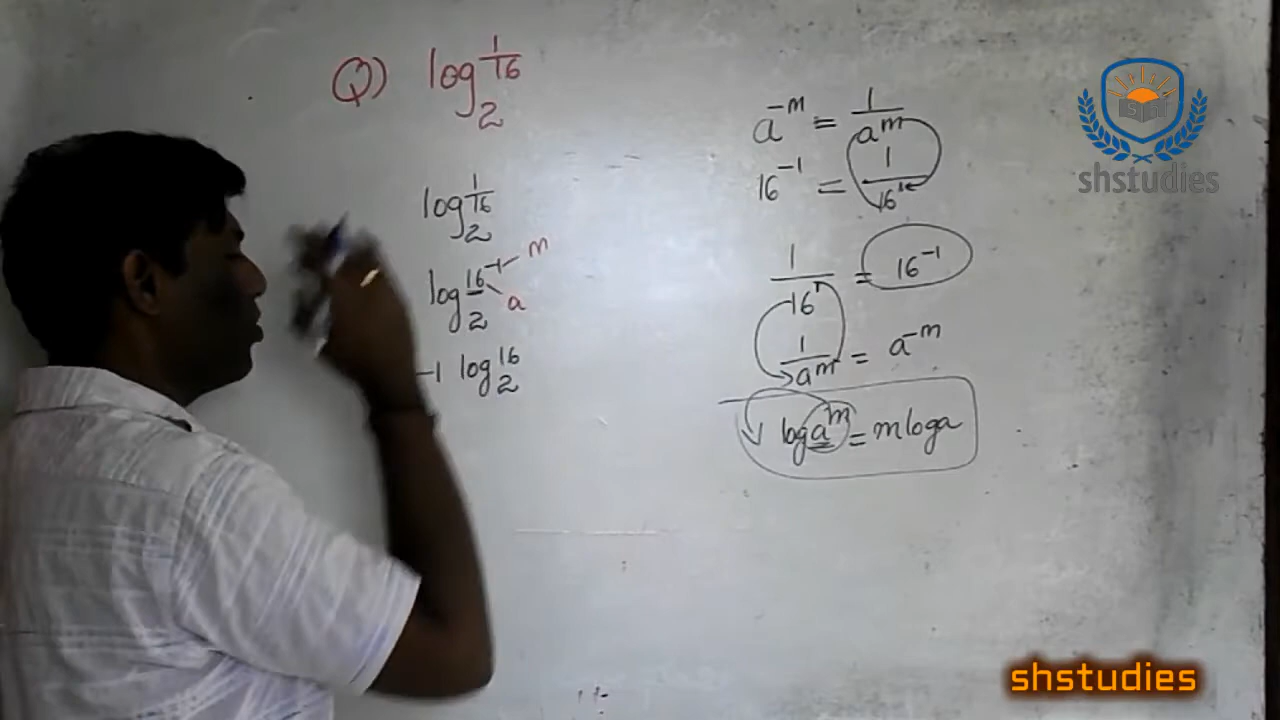 Q) log₂ 1/16
log₂ 1/16
log₂ 16⁻¹ m
a
-1 log₂ 16
a⁻ᵐ = 1/aᵐ
16⁻¹ = 1/16¹
1/16¹ = 16⁻¹
1/aᵐ = a⁻ᵐ
log aᵐ = m log a
SH
shstudies
shstudies